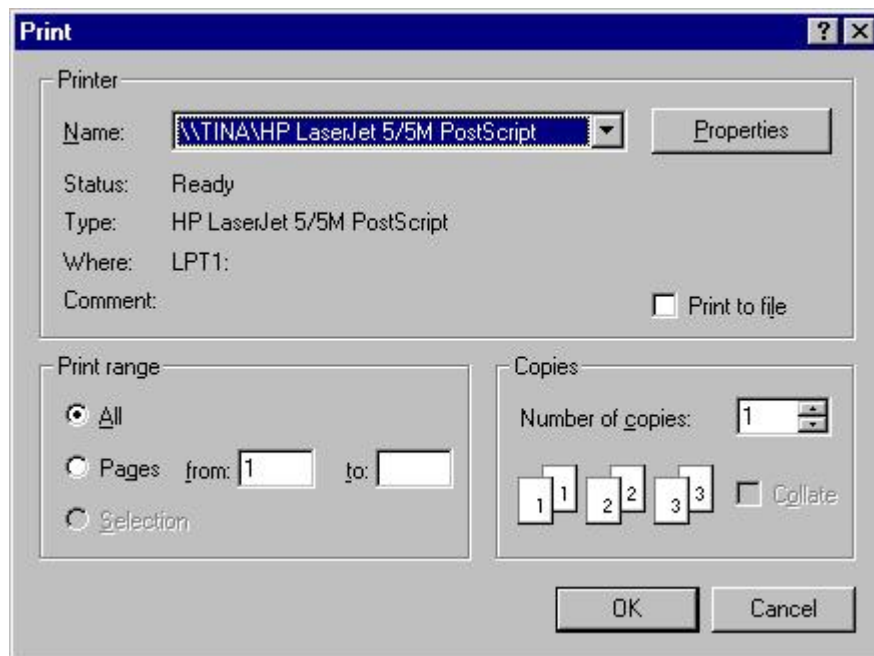 Print
Printer
Name: \\TINA\HP LaserJet 5/5M PostScript Properties
Status: Ready
Type: HP LaserJet 5/5M PostScript
Where: LPT1:
Comment: Print to file
Print range
All
Pages from: 1 to:
Selection
Copies
Number of copies: 1
1 1 2 2 3 3 Collate
OK Cancel